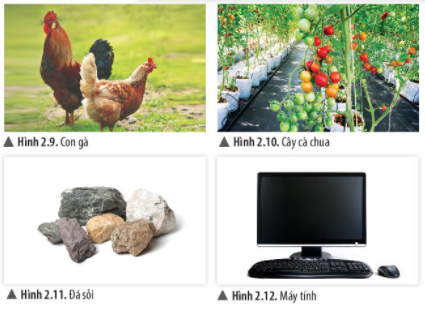 ▲ Hình 2.9. Con gà
▲ Hình 2.10. Cây cà chua
▲ Hình 2.11. Đá sỏi
▲ Hình 2.12. Máy tính